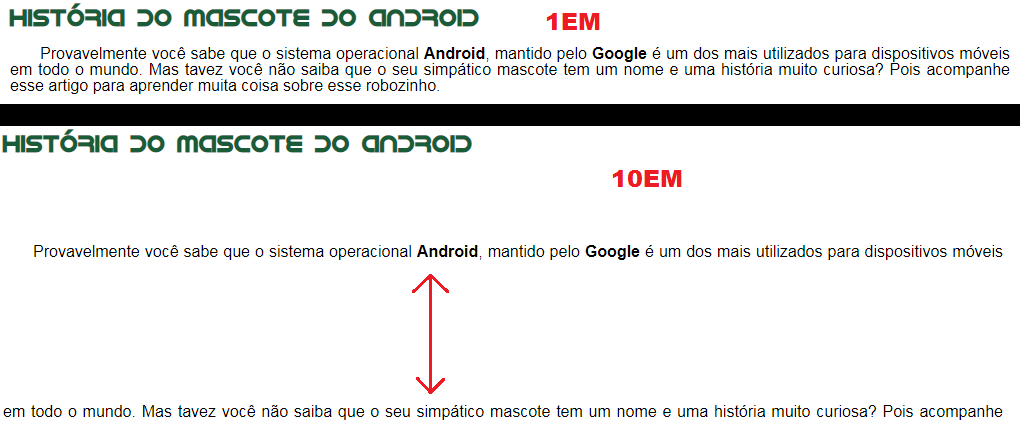 HISTÓRIA DO MASCOTE DO ANDROID
1EM
Provavelmente você sabe que o sistema operacional Android, mantido pelo Google é um dos mais utilizados para dispositivos móveis
em todo o mundo. Mas tavez você não saiba que o seu simpático mascote tem um nome e uma história muito curiosa? Pois acompanhe
esse artigo para aprender muita coisa sobre esse robozinho.
HISTÓRIA DO MASCOTE DO ANDROID
10EM
Provavelmente você sabe que o sistema operacional Android, mantido pelo Google é um dos mais utilizados para dispositivos móveis
em todo o mundo. Mas tavez você não saiba que o seu simpático mascote tem um nome e uma história muito curiosa? Pois acompanhe